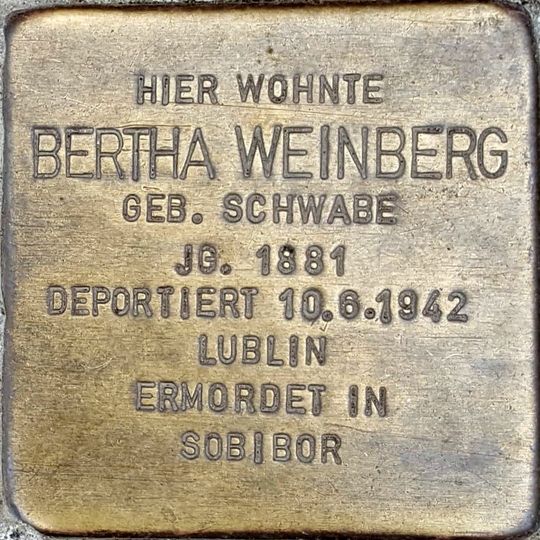 HIER WOHNTE
BERTHA WEINBERG
GEB. SCHWABE
JG. 1881
DEPORTIERT 10.6.1942
LUBLIN
ERMORDET IN
SOBIBOR